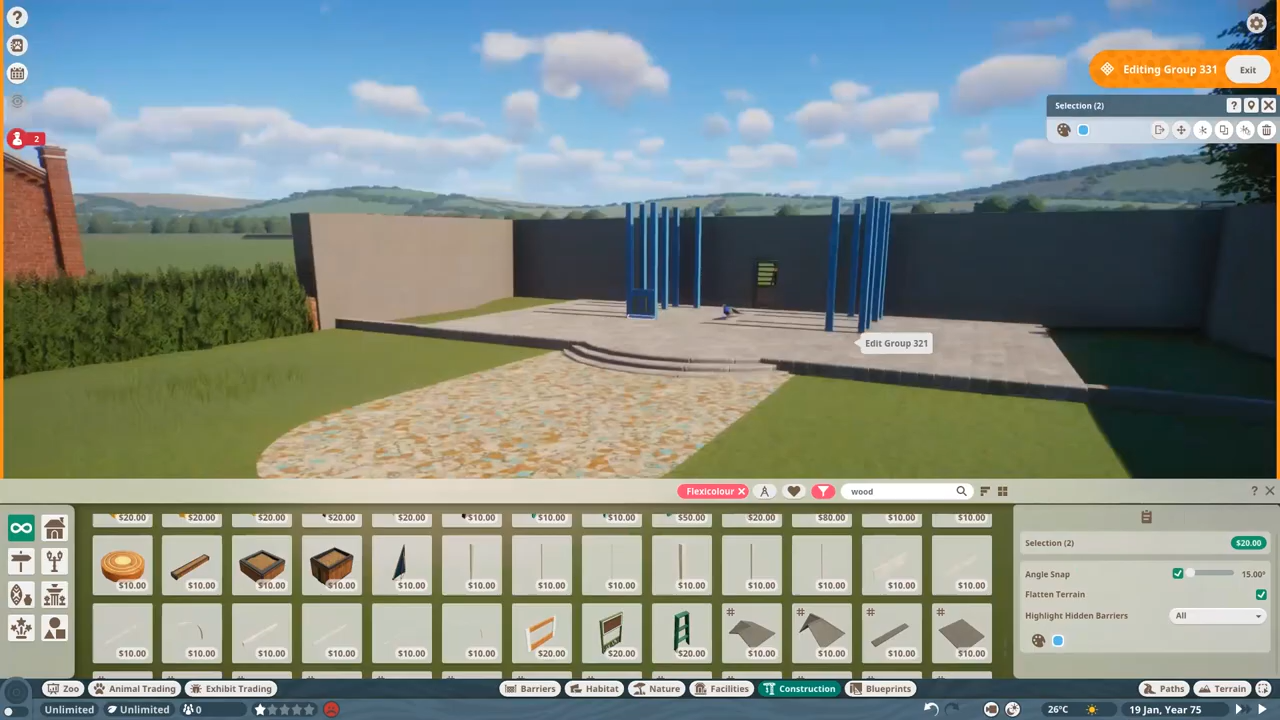 ?
Editing Group 331
Exit
Selection (2)
?
2
Edit Group 321
Flexicolour
wood
?
$20.00 $20.00 $20.00 $20.00 $20.00 $10.00 $10.00 $10.00 $50.00 $20.00 $80.00 $10.00 $10.00
Selection (2)
$20.00
$10.00 $10.00 $10.00 $10.00 $10.00 $10.00 $10.00 $10.00 $10.00 $10.00 $10.00 $10.00 $10.00
Angle Snap
15.00°
Flatten Terrain
Highlight Hidden Barriers
All
$10.00 $10.00 $10.00 $10.00 $10.00 $10.00 $20.00 $20.00 $20.00 $10.00 $10.00 $10.00 $10.00
Zoo
Animal Trading
Exhibit Trading
Barriers
Habitat
Nature
Facilities
Construction
Blueprints
Paths
Terrain
Unlimited
Unlimited
0
26°C
19 Jan, Year 75